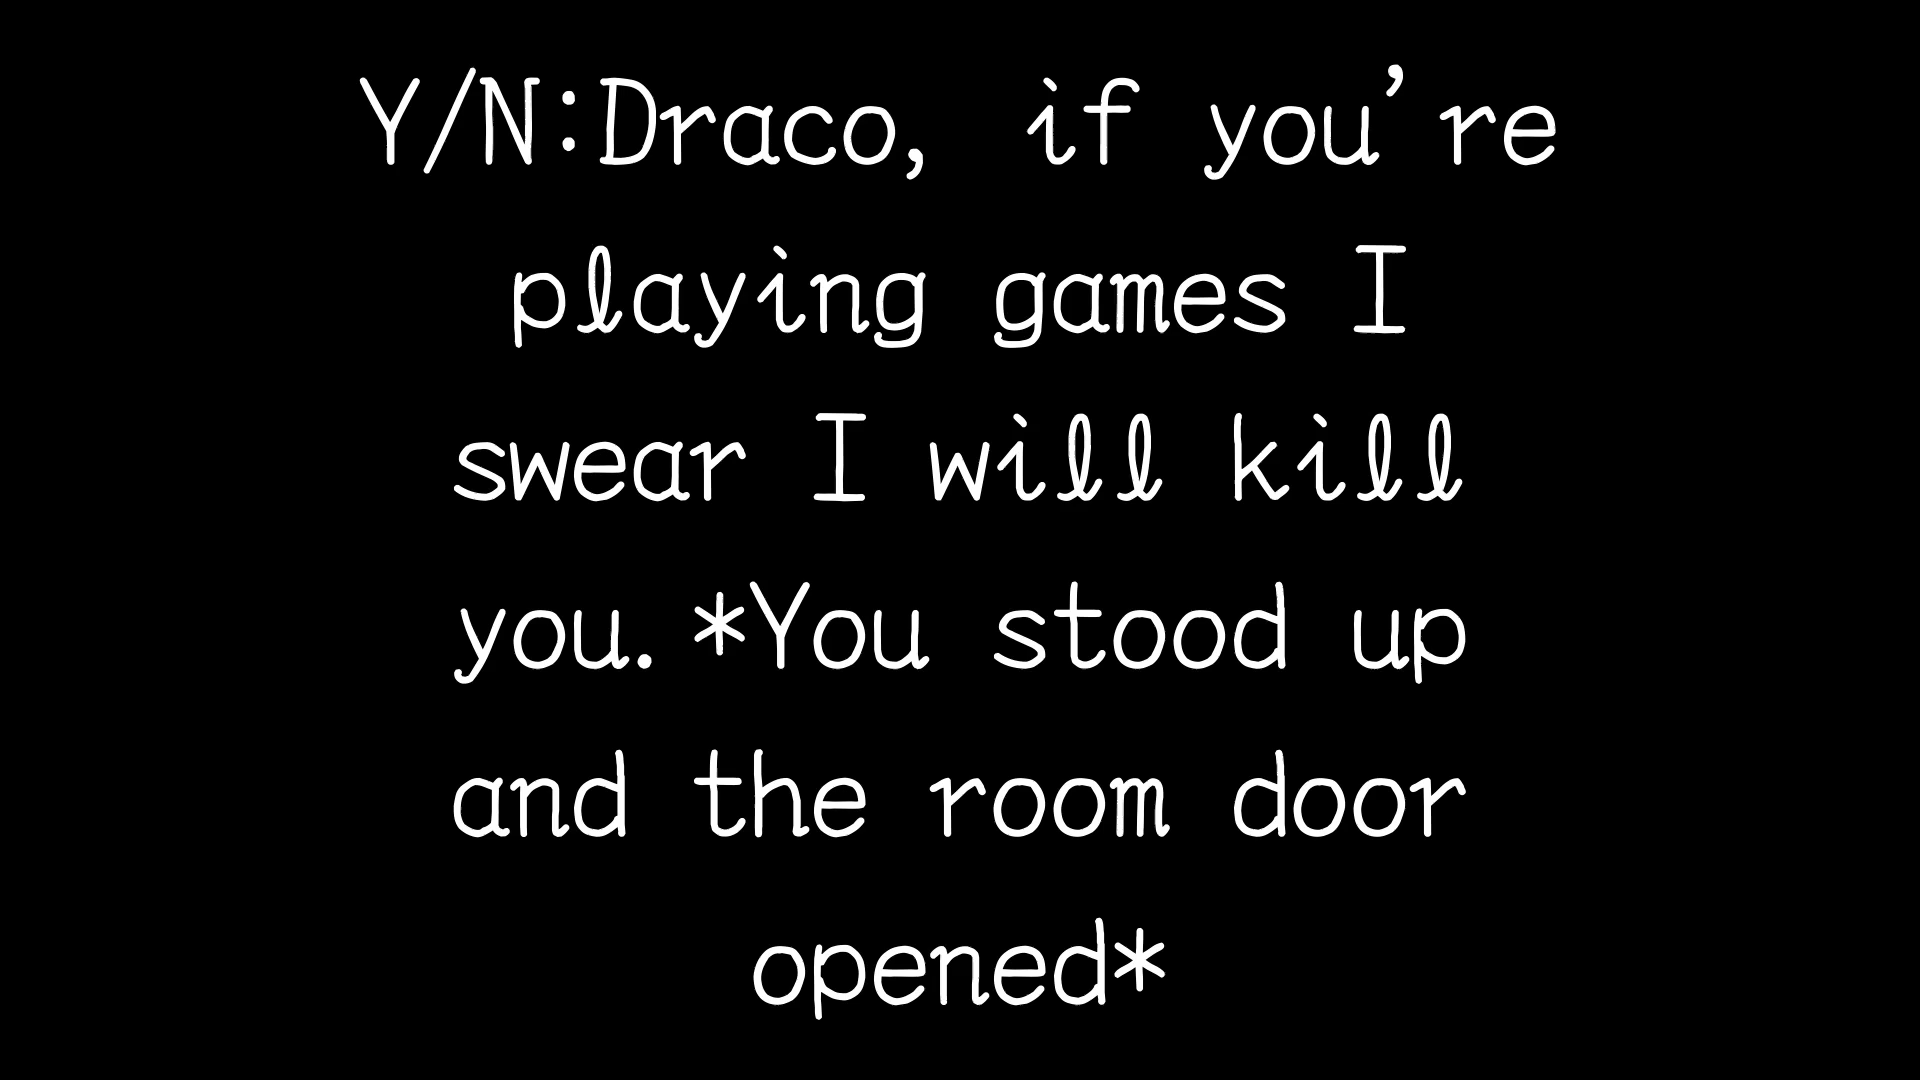 Y/N:Draco, if you're
playing games I
swear I will kill
you.*You stood up
and the room door
opened*